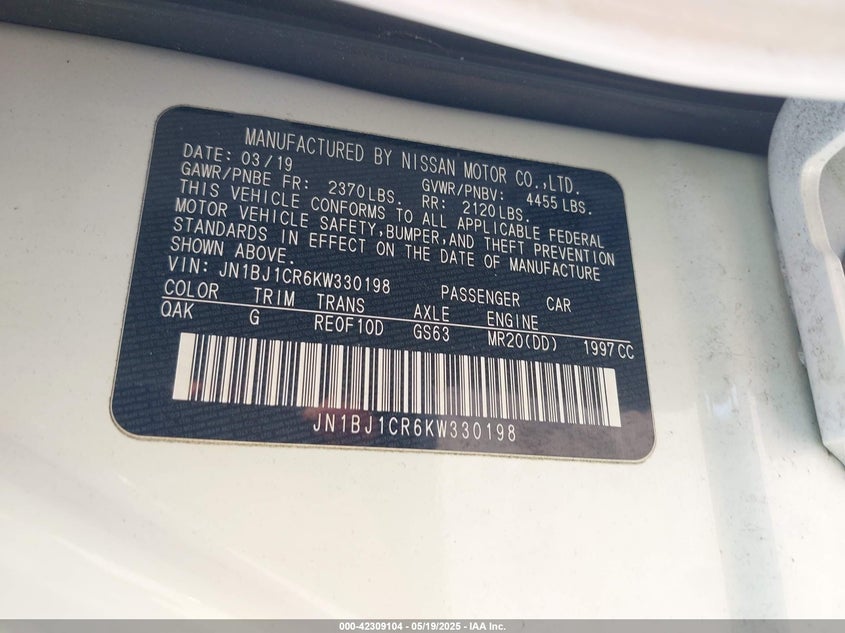 MANUFACTURED BY NISSAN MOTOR CO.,LTD.
DATE: 03/19 GVWR/PNBV: 4455 LBS.
GAWR/PNBE FR: 2370LBS. RR: 2120LBS.
THIS VEHICLE CONFORMS TO ALL APPLICABLE FEDERAL
MOTOR VEHICLE SAFETY,BUMPER,AND THEFT PREVENTION
STANDARDS IN EFFECT ON THE DATE OF MANUFACTURE
SHOWN ABOVE.
VIN: JN1BJ1CR6KW330198 PASSENGER CAR
COLOR TRIM TRANS AXLE ENGINE
QAK G RE0F10D GS63 MR20(DD) 1997CC
JN1BJ1CR6KW330198
000-42309104 - 05/19/2025 - IAA Inc.